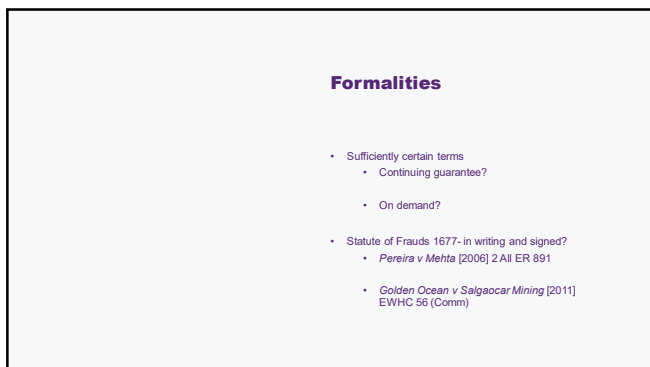 Formalities
• Sufficiently certain terms
• Continuing guarantee?
• On demand?
• Statute of Frauds 1677- in writing and signed?
• Pereira v Mehta [2006] 2 All ER 891
• Golden Ocean v Salgaocar Mining [2011]
EWHC 56 (Comm)